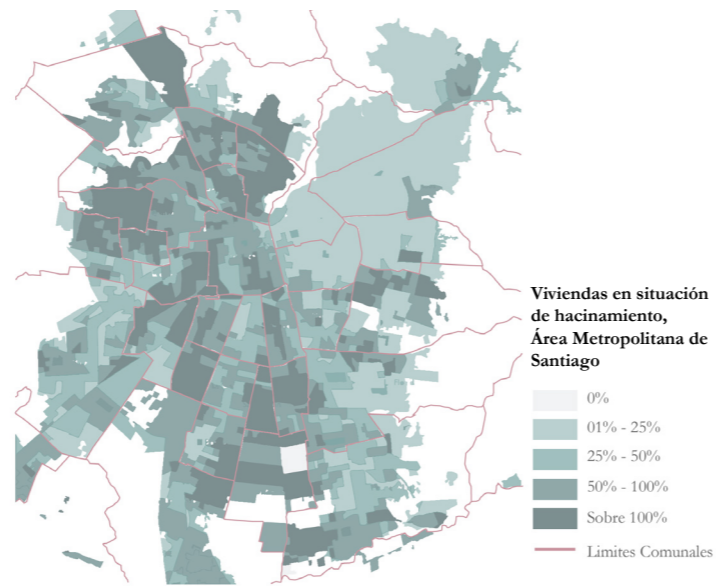 Viviendas en situación
de hacinamiento,
Área Metropolitana de
Santiago
0%
01% - 25%
25% - 50%
50% - 100%
Sobre 100%
Limites Comunales